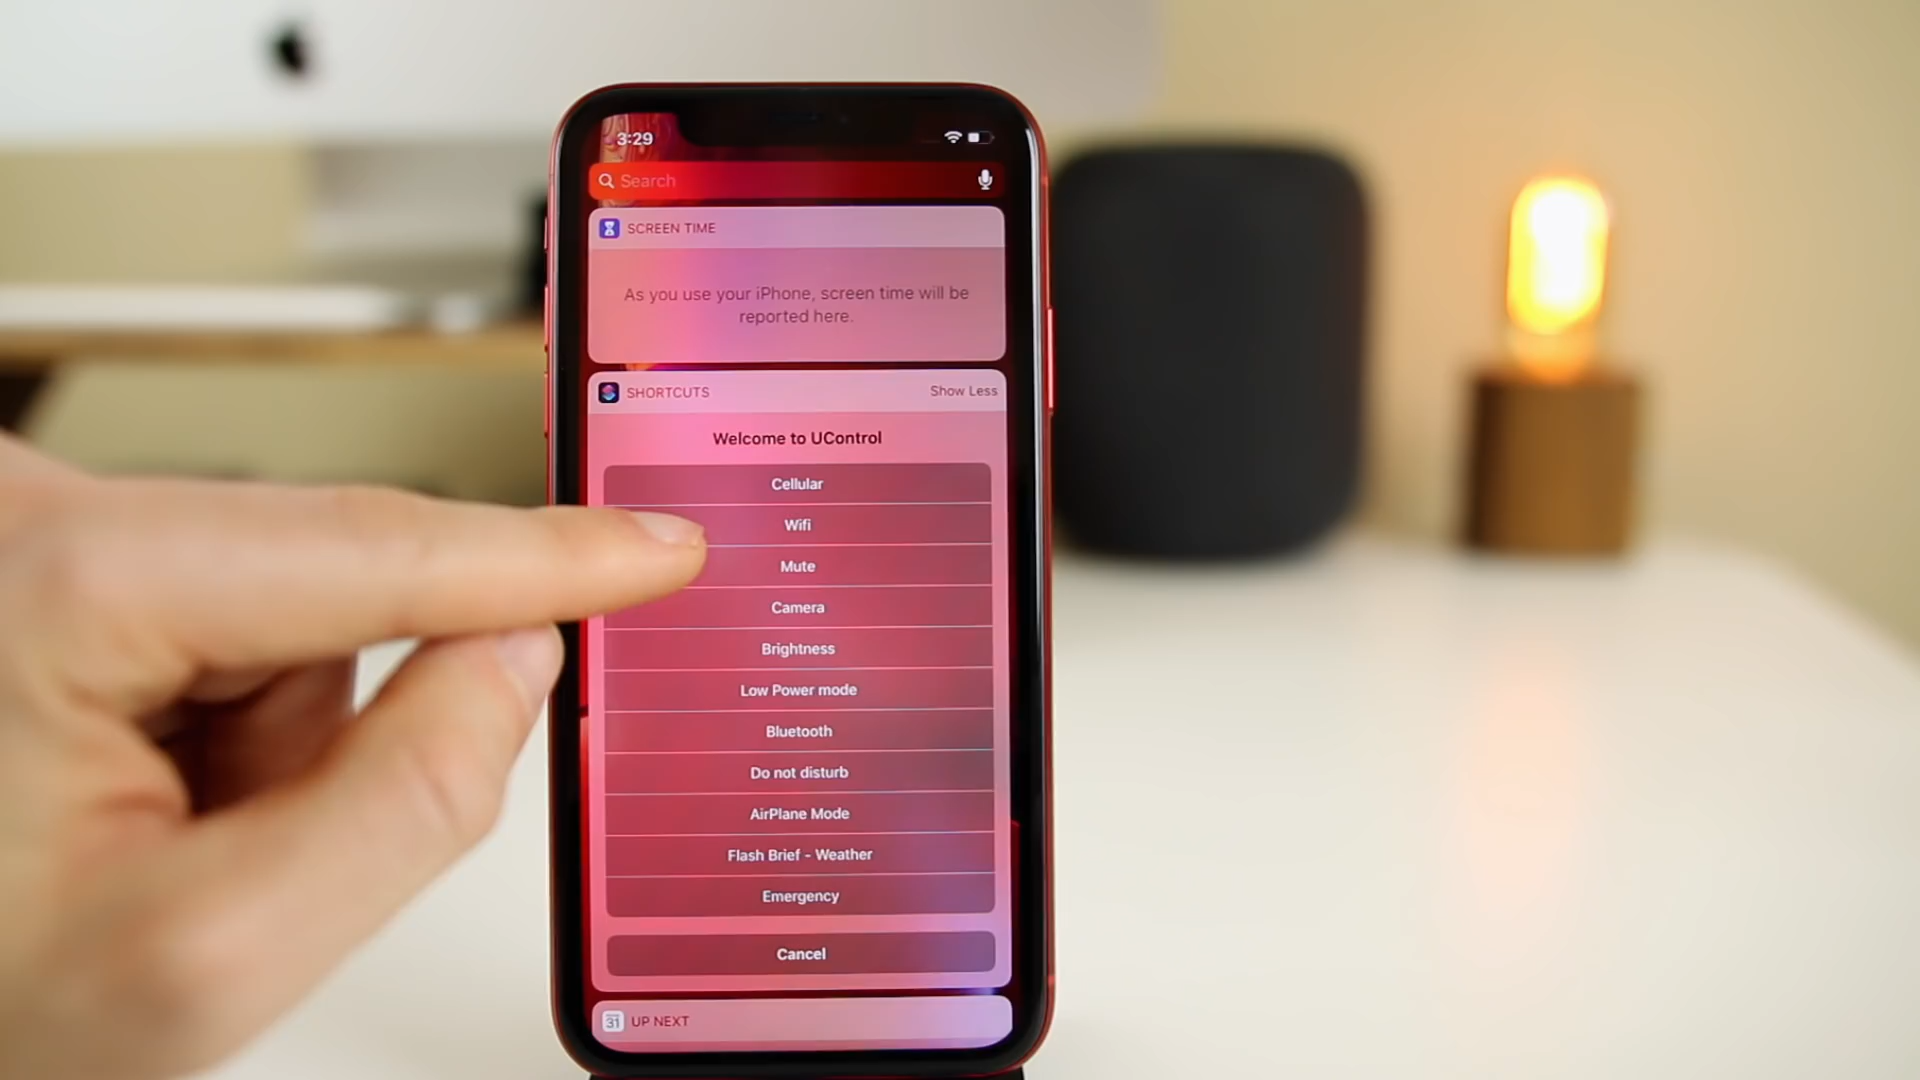 3:29
Search
SCREEN TIME
As you use your iPhone, screen time will be
reported here.
SHORTCUTS
Show Less
Welcome to UControl
Cellular
Wifi
Mute
Camera
Brightness
Low Power mode
Bluetooth
Do not disturb
AirPlane Mode
Flash Brief - Weather
Emergency
Cancel
31
UP NEXT